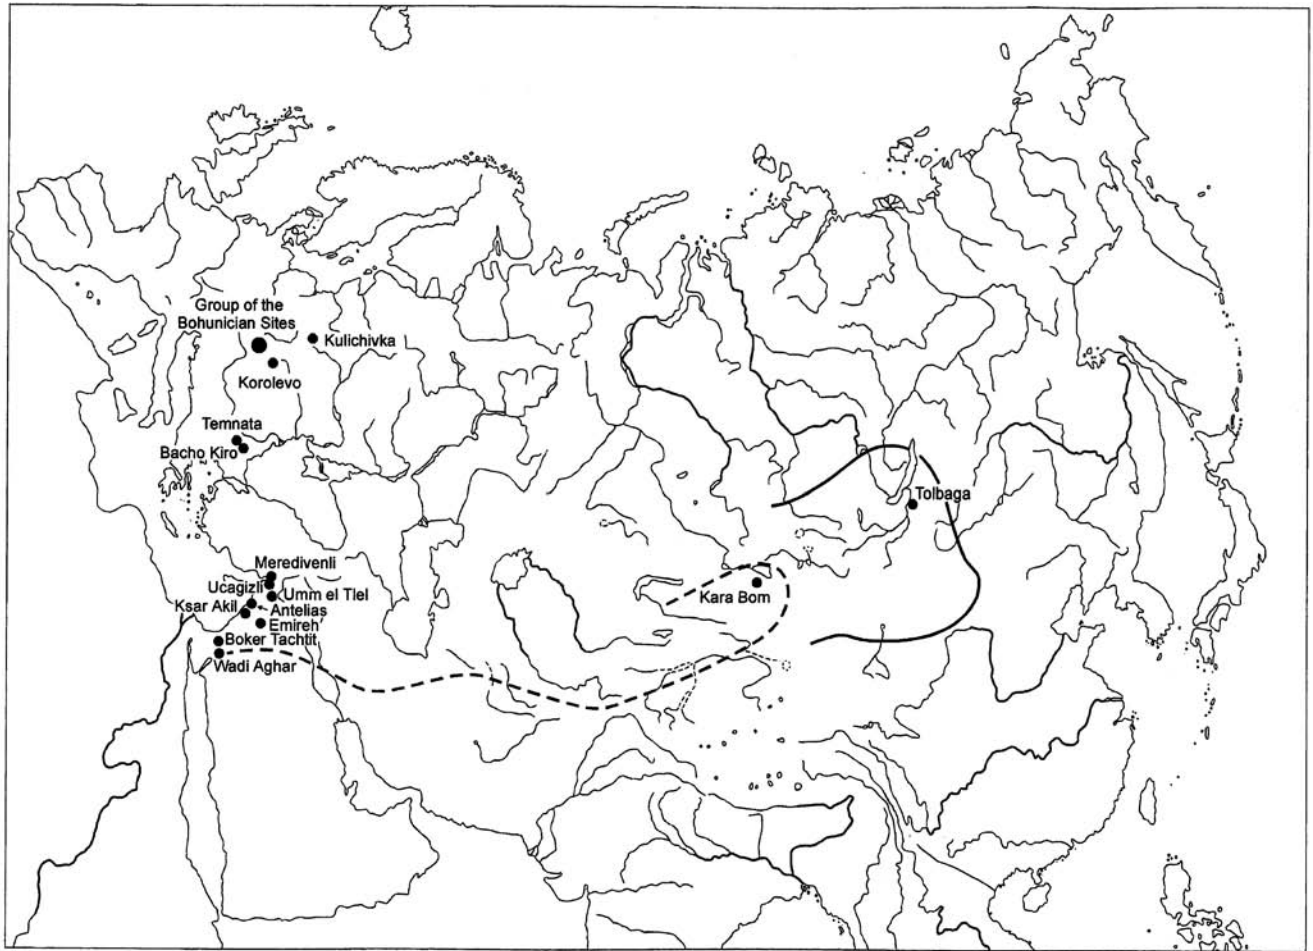 Group of the
Bohunician Sites
Kulichivka
Korolevo
Temnata
Bacho Kiro
Tolbaga
Meredivenli
Ucagizli
Umm el Tlel
Kara Bom
Ksar Akil
Antelias
Emireh
Boker Tachtit
Wadi Aghar